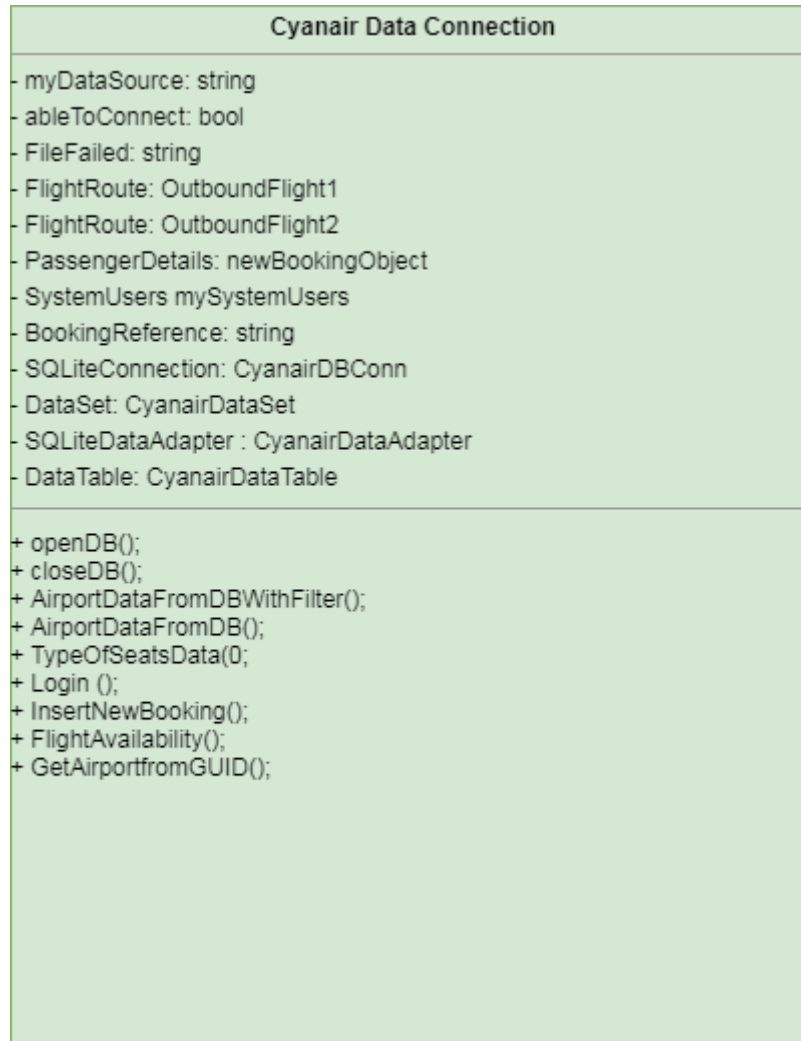 Cyanair Data Connection
- myDataSource: string
- ableToConnect: bool
- FileFailed: string
- FlightRoute: OutboundFlight1
- FlightRoute: OutboundFlight2
- PassengerDetails: newBookingObject
- SystemUsers mySystemUsers
- BookingReference: string
- SQLiteConnection: CyanairDBConn
- DataSet: CyanairDataSet
- SQLiteDataAdapter : CyanairDataAdapter
- DataTable: CyanairDataTable
+ openDB();
+ closeDB();
+ AirportDataFromDBWithFilter();
+ AirportDataFromDB();
+ TypeOfSeatsData(0;
+ Login ();
+ InsertNewBooking();
+ FlightAvailability();
+ GetAirportfromGUID();